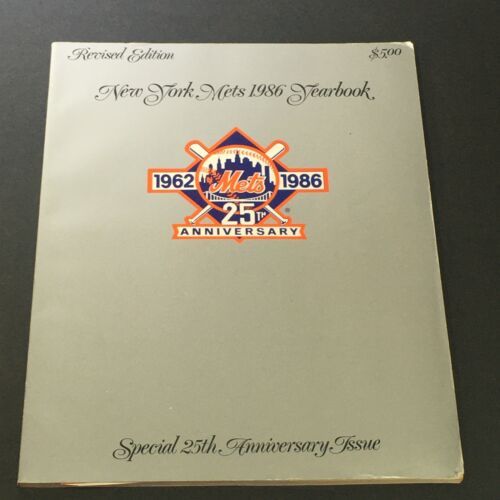 Revised Edition $5.00
New York Mets 1986 Yearbook
1962 Mets 1986
25TH
®
ANNIVERSARY
Special 25th Anniversary Issue